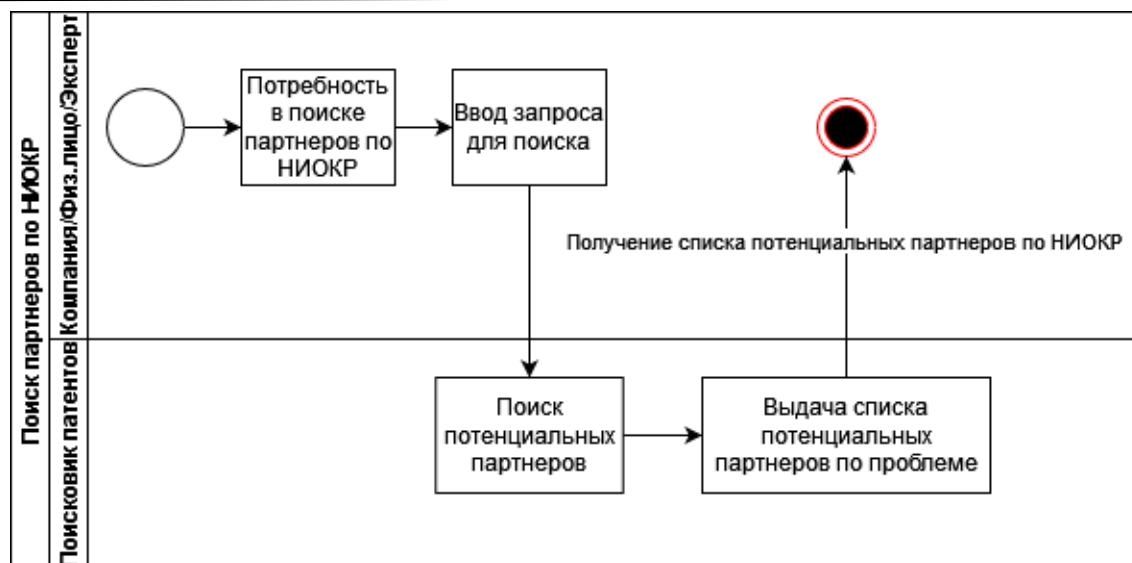 Поиск партнеров по НИОКР
Компания/Физ.лицо/Эксперт
Потребность
в поиске
партнеров по
НИОКР
Ввод запроса
для поиска
Получение списка потенциальных партнеров по НИОКР
Поисковик патентов
Поиск
потенциальных
партнеров
Выдача списка
потенциальных
партнеров по проблеме